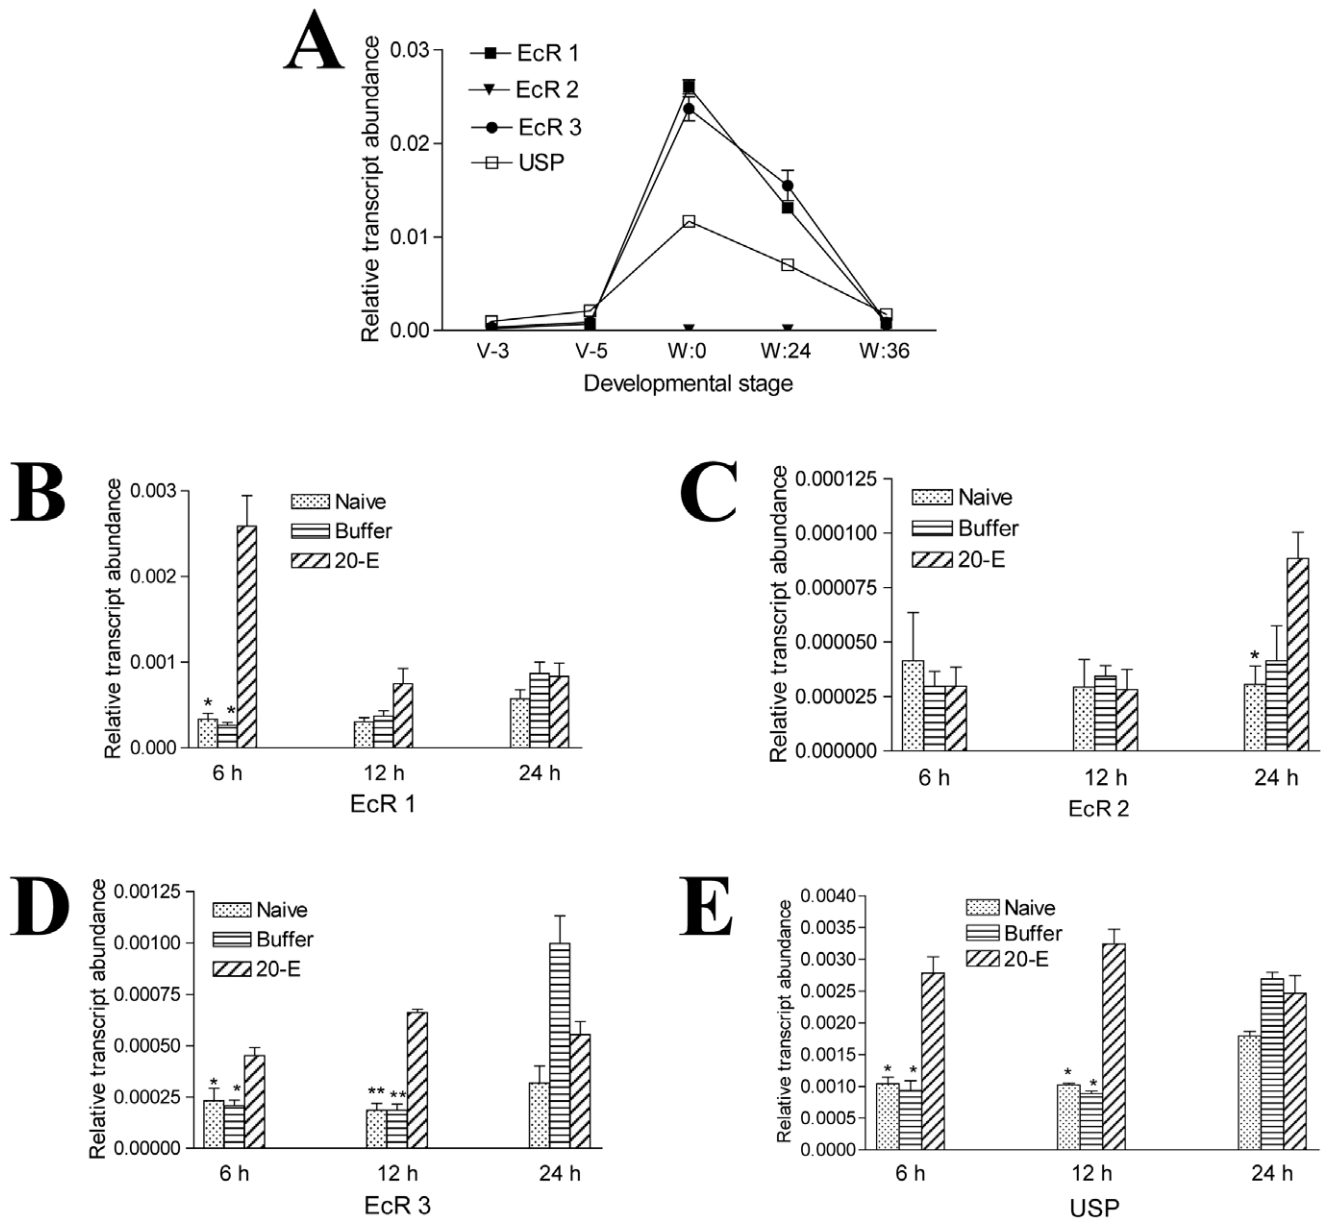 A
Relative transcript abundance
0.03
0.02
0.01
0.00
EcR 1
EcR 2
EcR 3
USP
V-3 V-5 W:0 W:24 W:36
Developmental stage
B
Relative transcript abundance
0.003
0.002
0.001
0.000
Naive
Buffer
20-E
* *
6 h 12 h 24 h
EcR 1
C
Relative transcript abundance
0.000125
0.000100
0.000075
0.000050
0.000025
0.000000
Naive
Buffer
20-E
*
6 h 12 h 24 h
EcR 2
D
Relative transcript abundance
0.00125
0.00100
0.00075
0.00050
0.00025
0.00000
Naive
Buffer
20-E
* * ** **
6 h 12 h 24 h
EcR 3
E
Relative transcript abundance
0.0040
0.0035
0.0030
0.0025
0.0020
0.0015
0.0010
0.0005
0.0000
Naive
Buffer
20-E
* * * *
6 h 12 h 24 h
USP